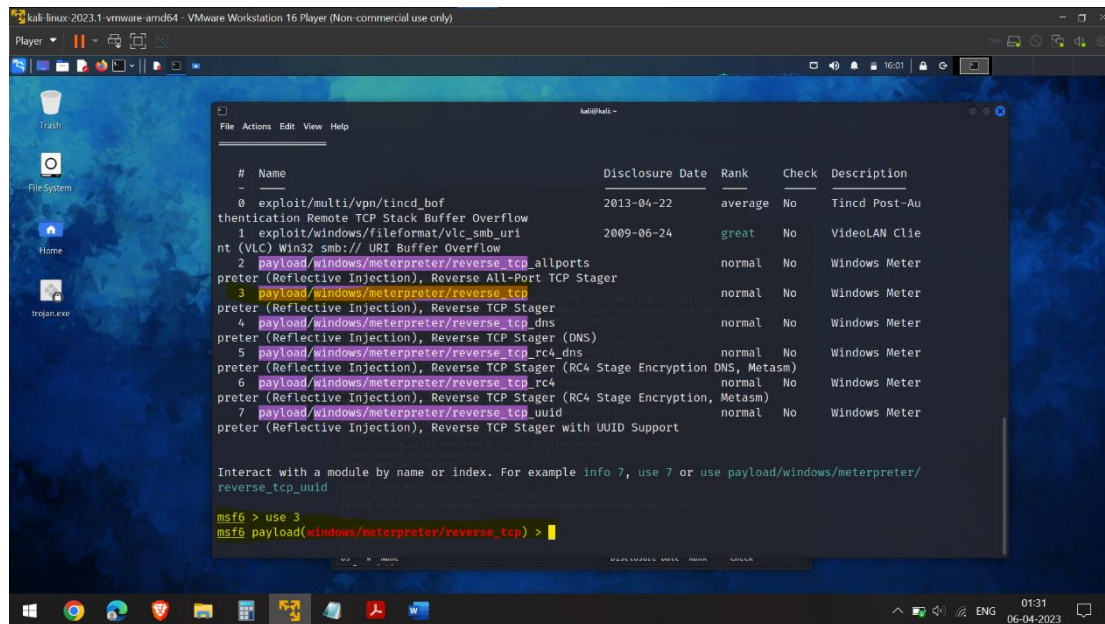 kali-linux-2023.1-vmware-amd64 - VMware Workstation 16 Player (Non-commercial use only)
Player
16:01
Trash
File System
Home
trojan.exe
kali@kali: ~
File Actions Edit View Help
# Name Disclosure Date Rank Check Description
0 exploit/multi/vpn/tincd_bof 2013-04-22 average No Tincd Post-Au
thentication Remote TCP Stack Buffer Overflow
1 exploit/windows/fileformat/vlc_smb_uri 2009-06-24 great No VideoLAN Clie
nt (VLC) Win32 smb:// URI Buffer Overflow
2 payload/windows/meterpreter/reverse_tcp_allports normal No Windows Meter
preter (Reflective Injection), Reverse All-Port TCP Stager
3 payload/windows/meterpreter/reverse_tcp normal No Windows Meter
preter (Reflective Injection), Reverse TCP Stager
4 payload/windows/meterpreter/reverse_tcp_dns normal No Windows Meter
preter (Reflective Injection), Reverse TCP Stager (DNS)
5 payload/windows/meterpreter/reverse_tcp_rc4_dns normal No Windows Meter
preter (Reflective Injection), Reverse TCP Stager (RC4 Stage Encryption DNS, Metasm)
6 payload/windows/meterpreter/reverse_tcp_rc4 normal No Windows Meter
preter (Reflective Injection), Reverse TCP Stager (RC4 Stage Encryption, Metasm)
7 payload/windows/meterpreter/reverse_tcp_uuid normal No Windows Meter
preter (Reflective Injection), Reverse TCP Stager with UUID Support
Interact with a module by name or index. For example info 7, use 7 or use payload/windows/meterpreter/
reverse_tcp_uuid
msf6 > use 3
msf6 payload(windows/meterpreter/reverse_tcp) >
# Name Disclosure Date Rank Check
ENG
01:31
06-04-2023